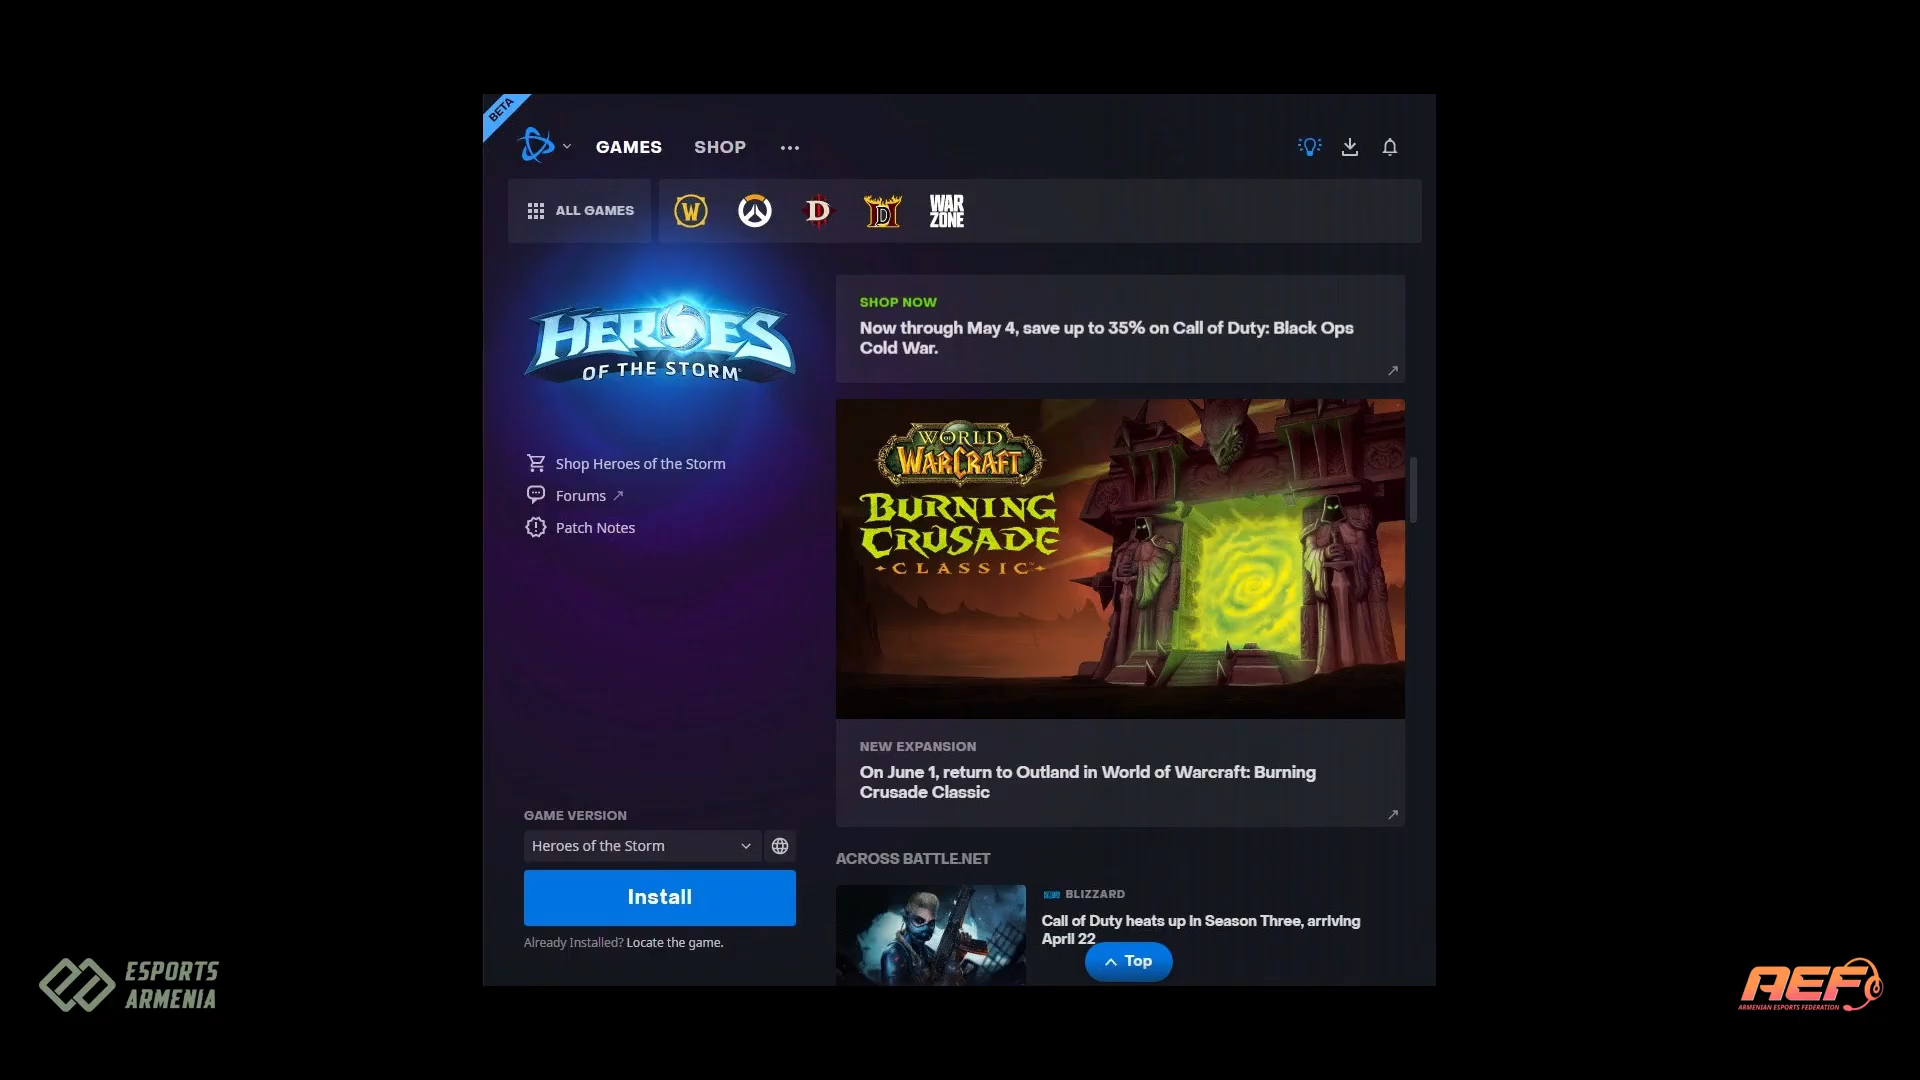 BETA
GAMES
SHOP
ALL GAMES
W
D
D
WAR
ZONE
HEROES
OF THE STORM
Shop Heroes of the Storm
Forums
Patch Notes
GAME VERSION
Heroes of the Storm
Install
Already Installed? Locate the game.
SHOP NOW
Now through May 4, save up to 35% on Call of Duty: Black Ops
Cold War.
WORLD
OF
WARCRAFT
BURNING
CRUSADE
CLASSIC
NEW EXPANSION
On June 1, return to Outland in World of Warcraft: Burning
Crusade Classic
ACROSS BATTLE.NET
BLIZZARD
Call of Duty heats up in Season Three, arriving
April 22
Top
ESPORTS
ARMENIA
AEF
ARMENIAN ESPORTS FEDERATION